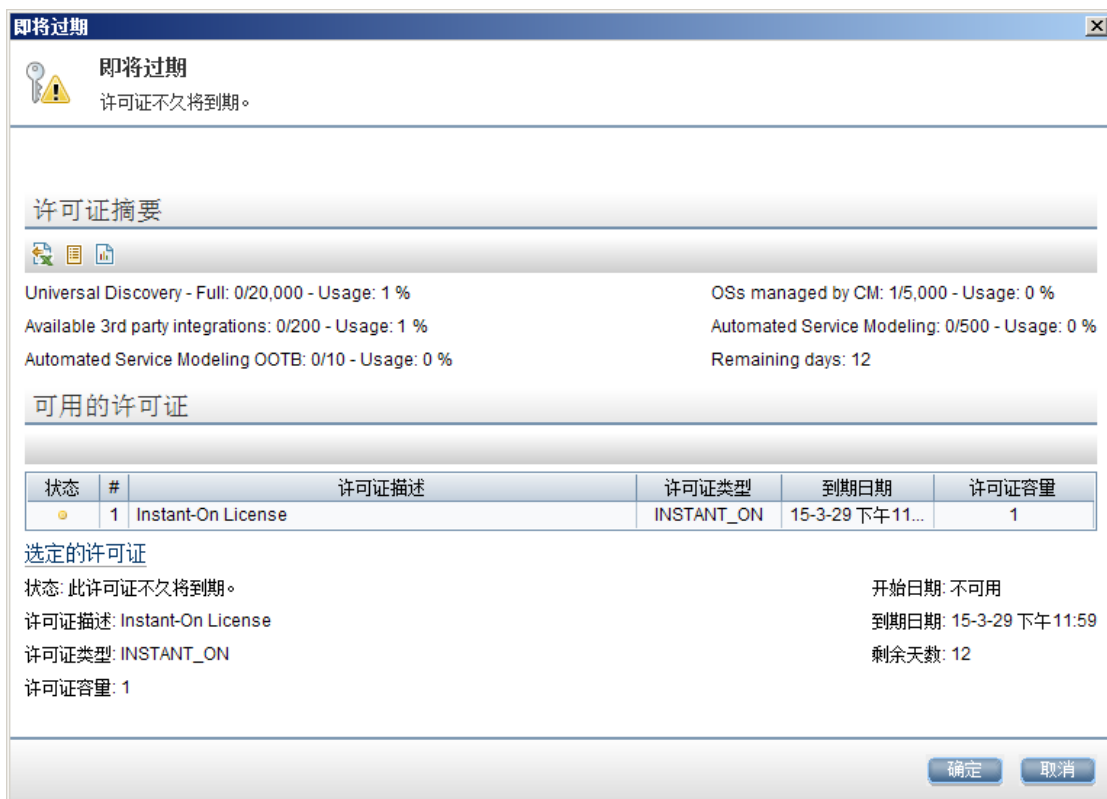 即将过期
即将过期
许可证不久将到期。
许可证摘要
Universal Discovery - Full: 0/20,000 - Usage: 1 %
OSs managed by CM: 1/5,000 - Usage: 0 %
Available 3rd party integrations: 0/200 - Usage: 1 %
Automated Service Modeling: 0/500 - Usage: 0 %
Automated Service Modeling OOTB: 0/10 - Usage: 0 %
Remaining days: 12
可用的许可证
状态 # 许可证描述 许可证类型 到期日期 许可证容量
1 Instant-On License INSTANT_ON 15-3-29 下午11... 1
选定的许可证
状态: 此许可证不久将到期。
开始日期: 不可用
许可证描述: Instant-On License
到期日期: 15-3-29 下午11:59
许可证类型: INSTANT_ON
剩余天数: 12
许可证容量: 1
确定 取消